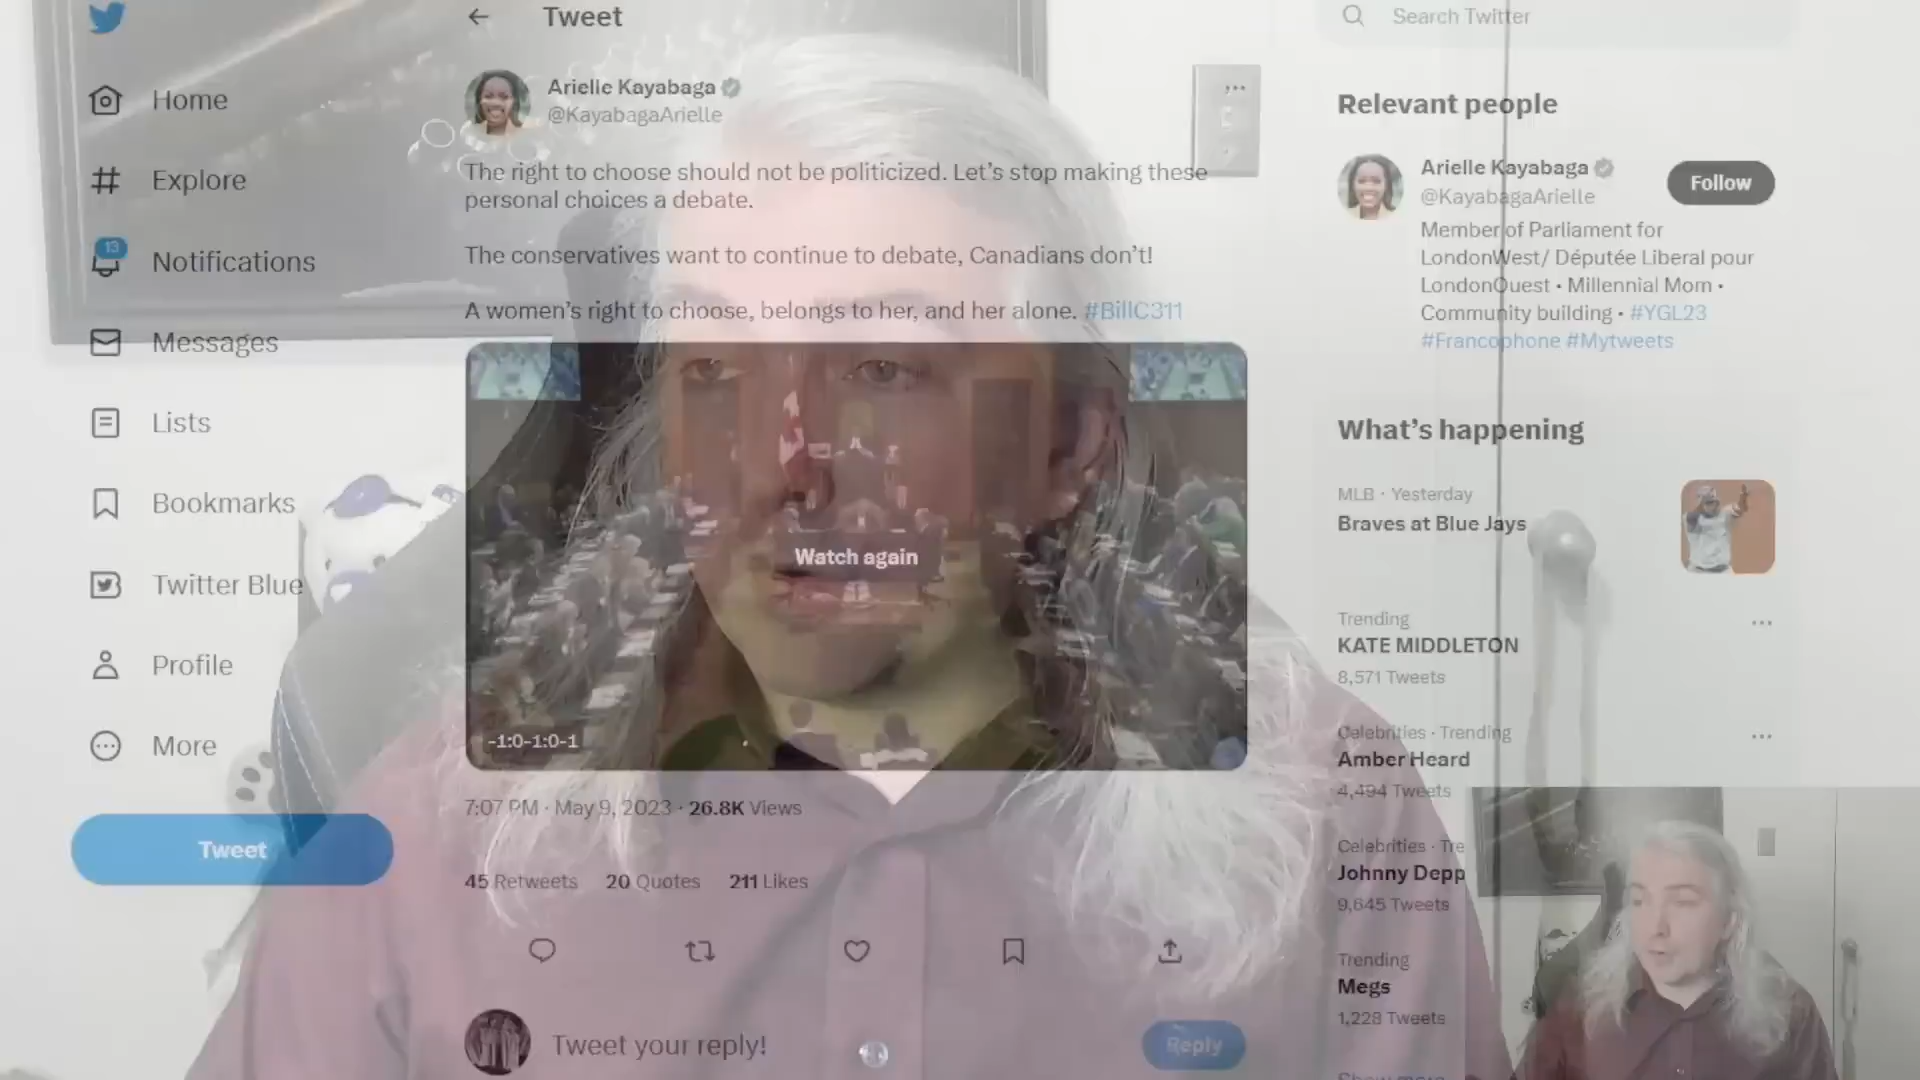 Tweet
Search Twitter
Home
Explore
13
Notifications
Messages
Lists
Bookmarks
Twitter Blue
Profile
More
Tweet
Arielle Kayabaga
@KayabagaArielle
The right to choose should not be politicized. Let's stop making these
personal choices a debate.
The conservatives want to continue to debate, Canadians don't!
A women's right to choose, belongs to her, and her alone. #BillC311
Watch again
-1:0-1:0-1
7:07 PM · May 9, 2023 · 26.8K Views
45 Retweets 20 Quotes 211 Likes
Tweet your reply!
Reply
Relevant people
Arielle Kayabaga
@KayabagaArielle
Follow
Member of Parliament for
LondonWest/ Députée Liberal pour
LondonOuest · Millennial Mom ·
Community building · #YGL23
#Francophone #Mytweets
What's happening
MLB · Yesterday
Braves at Blue Jays
Trending
KATE MIDDLETON
8,571 Tweets
Celebrities · Trending
Amber Heard
4,494 Tweets
Celebrities · Tre
Johnny Depp
9,645 Tweets
Trending
Megs
1,228 Tweets
Show more